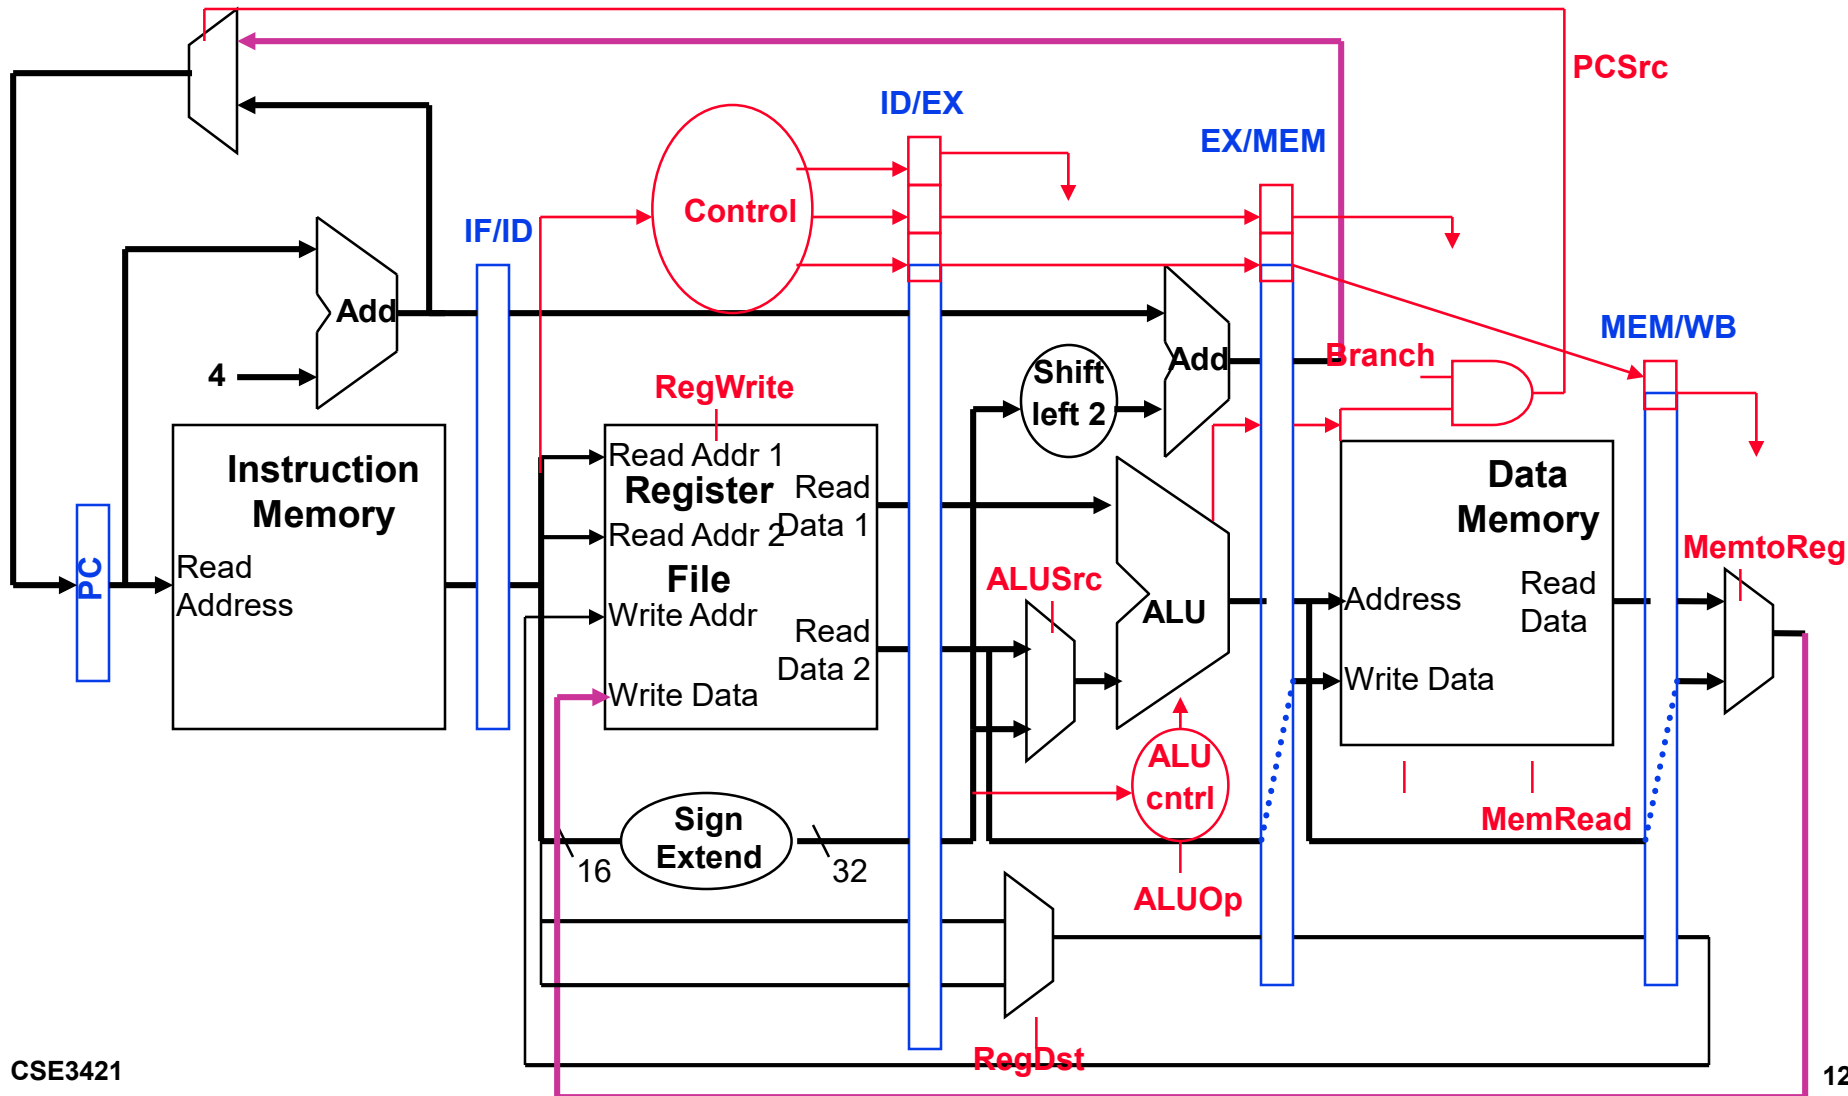 PCSrc
ID/EX
EX/MEM
Control
IF/ID
Add
MEM/WB
Branch
Add
Shift
left 2
4
RegWrite
Instruction
Memory
Read
Address
PC
Read Addr 1
Register
Read
Data 1
Read Addr 2
File
Write Addr
Read
Data 2
Write Data
ALUSrc
ALU
Data
Memory
Address
Read
Data
Write Data
MemtoReg
ALU
cntrl
MemRead
Sign
Extend
16
32
ALUOp
RegDst
CSE3421
12